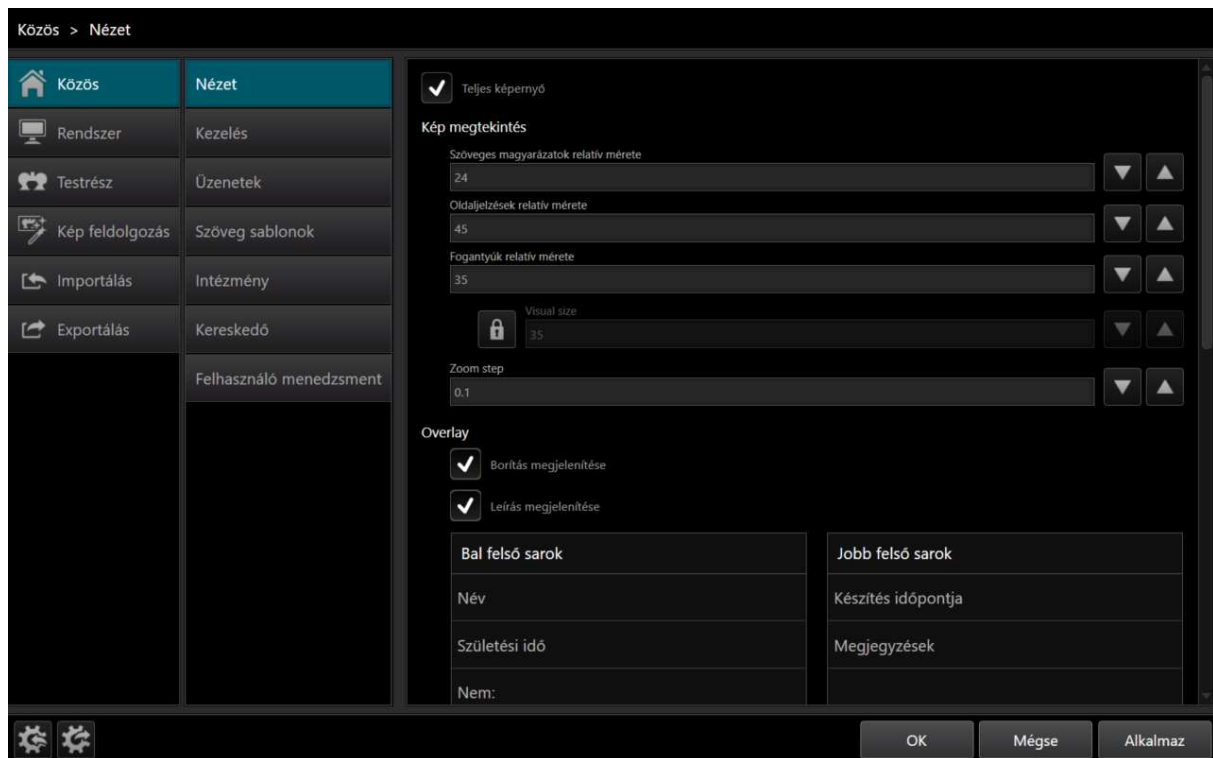 Közös > Nézet
Közös
Rendszer
Testrész
Kép feldolgozás
Importálás
Exportálás
Nézet
Kezelés
Üzenetek
Szöveg sablonok
Intézmény
Kereskedő
Felhasználó menedzsment
Teljes képernyő
Kép megtekintés
Szöveges magyarázatok relatív mérete
24
Oldaljelzések relatív mérete
45
Fogantyúk relatív mérete
35
Visual size
35
Zoom step
0.1
Overlay
Borítás megjelenítése
Leírás megjelenítése
Bal felső sarok
Név
Születési idő
Nem:
Jobb felső sarok
Készítés időpontja
Megjegyzések
OK
Mégse
Alkalmaz